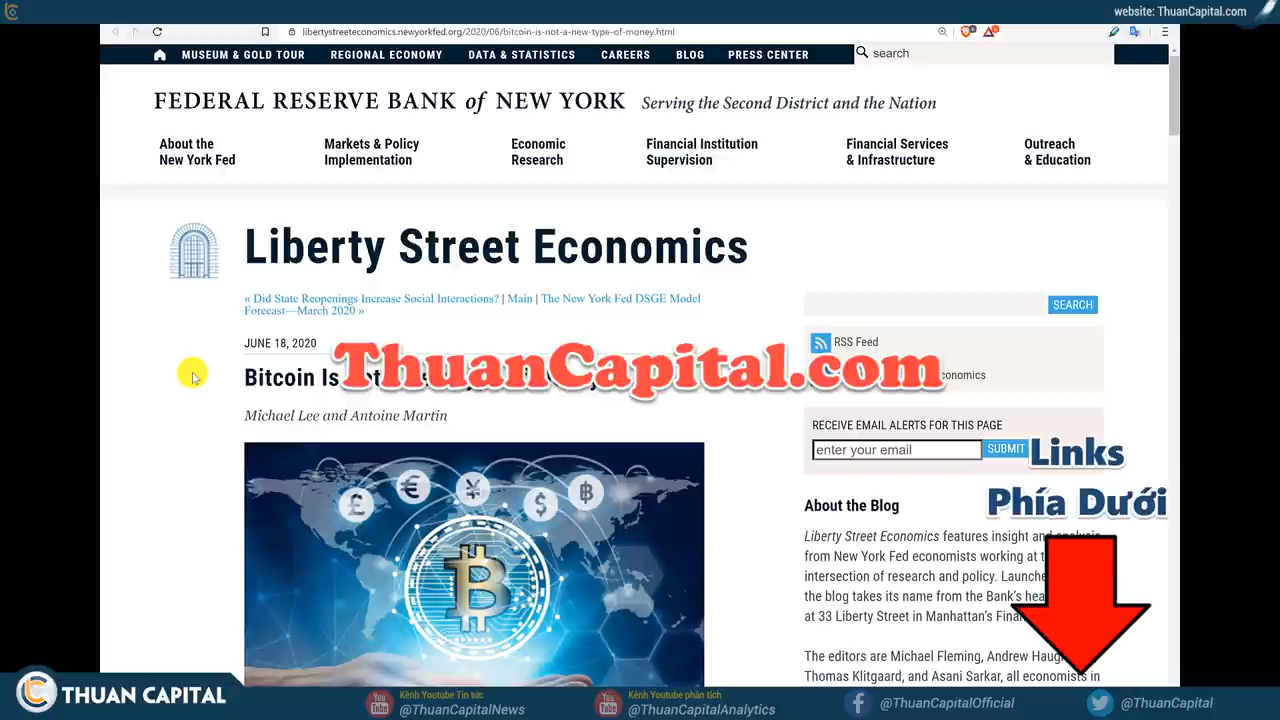 website: ThuanCapital.com
libertystreeteconomics.newyorkfed.org/2020/06/bitcoin-is-not-a-new-type-of-money.html
MUSEUM & GOLD TOUR REGIONAL ECONOMY DATA & STATISTICS CAREERS BLOG PRESS CENTER search
FEDERAL RESERVE BANK of NEW YORK Serving the Second District and the Nation
About the New York Fed
Markets & Policy Implementation
Economic Research
Financial Institution Supervision
Financial Services & Infrastructure
Outreach & Education
Liberty Street Economics
« Did State Reopenings Increase Social Interactions? | Main | The New York Fed DSGE Model
Forecast—March 2020 »
JUNE 18, 2020
Bitcoin Is
ThuanCapital.com
Michael Lee and Antoine Martin
SEARCH
RSS Feed
RECEIVE EMAIL ALERTS FOR THIS PAGE
enter your email SUBMIT
Links
Phía Dưới
About the Blog
Liberty Street Economics features insight and analysis
from New York Fed economists working at
intersection of research and policy.
the blog takes its name from the Bank's
at 33 Liberty Street in Manhattan's
The editors are Michael Fleming, Andrew
Thomas Klitgaard, and Asani Sarkar, all economists in
THUAN CAPITAL
Kênh Youtube Tin tức
@ThuanCapitalNews
Kênh Youtube phân tích
@ThuanCapitalAnalytics
@ThuanCapitalOfficial
@ThuanCapital